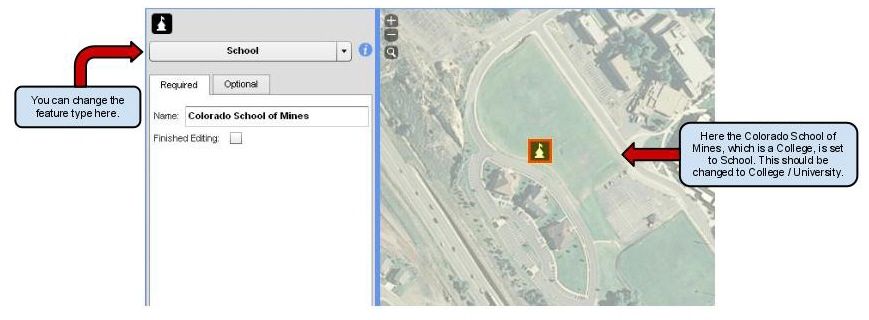 School
Required
Optional
Name: Colorado School of Mines
Finished Editing:
You can change the
feature type here.
Here the Colorado School of
Mines, which is a College, is set
to School. This should be
changed to College / University.